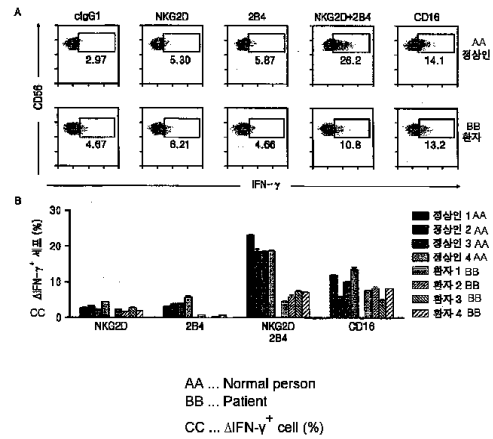 A
cIgG1 NKG2D 2B4 NKG2D+2B4 CD16
2.97 5.30 5.87 26.2 14.1
AA
정상인
CD56
4.67 6.21 4.66 10.8 13.2
BB
환자
IFN-γ
B
ΔIFN-γ+ 세포 (%)
30
20
10
0
CC
NKG2D 2B4 NKG2D 2B4 CD16
정상인 1 AA
정상인 2 AA
정상인 3 AA
정상인 4 AA
환자 1 BB
환자 2 BB
환자 3 BB
환자 4 BB
AA ... Normal person
BB ... Patient
CC ... ΔIFN-γ+ cell (%)